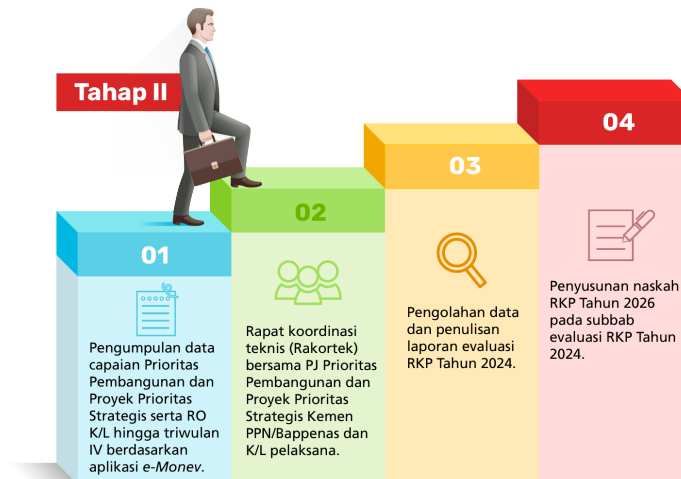 Tahap II
01
Pengumpulan data
capaian Prioritas
Pembangunan dan
Proyek Prioritas
Strategis serta RO
K/L hingga triwulan
IV berdasarkan
aplikasi e-Monev.
02
Rapat koordinasi
teknis (Rakortek)
bersama PJ Prioritas
Pembangunan dan
Proyek Prioritas
Strategis Kemen
PPN/Bappenas dan
K/L pelaksana.
03
Pengolahan data
dan penulisan
laporan evaluasi
RKP Tahun 2024.
04
Penyusunan naskah
RKP Tahun 2026
pada subbab
evaluasi RKP Tahun
2024.